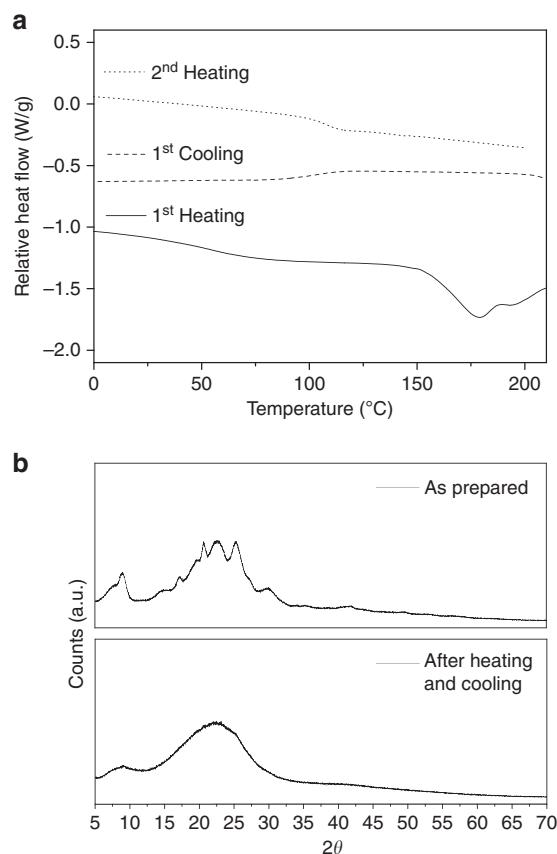 a
0.5
2nd Heating
0.0
1st Cooling
−0.5
1st Heating
−1.0
−1.5
−2.0
Relative heat flow (W/g)
0 50 100 150 200
Temperature (°C)
b
As prepared
After heating
and cooling
Counts (a.u.)
5 10 15 20 25 30 35 40 45 50 55 60 65 70
2θ